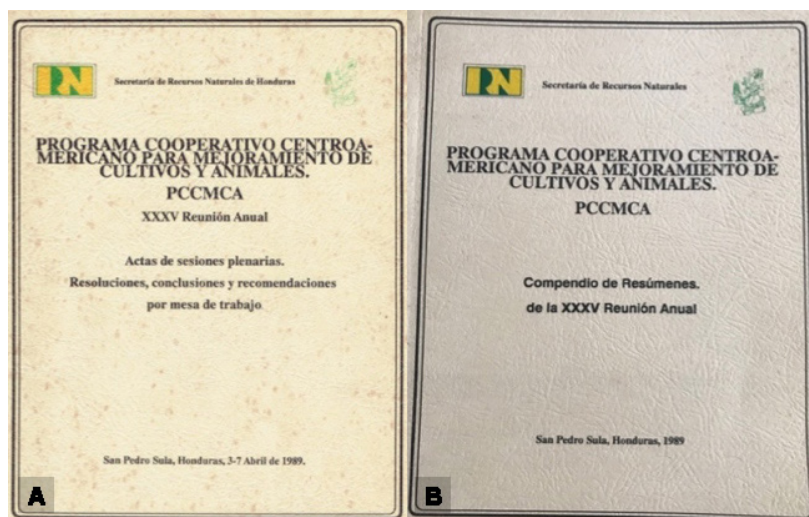 RN
Secretaría de Recursos Naturales de Honduras
PROGRAMA COOPERATIVO CENTROA-
MERICANO PARA MEJORAMIENTO DE
CULTIVOS Y ANIMALES.
PCCMCA
XXXV Reunión Anual
Actas de sesiones plenarias.
Resoluciones, conclusiones y recomendaciones
por mesa de trabajo
San Pedro Sula, Honduras, 3-7 Abril de 1989.
A
RN
Secretaría de Recursos Naturales
PROGRAMA COOPERATIVO CENTROA-
MERICANO PARA MEJORAMIENTO DE
CULTIVOS Y ANIMALES.
PCCMCA
Compendio de Resúmenes.
de la XXXV Reunión Anual
San Pedro Sula, Honduras, 1989
B